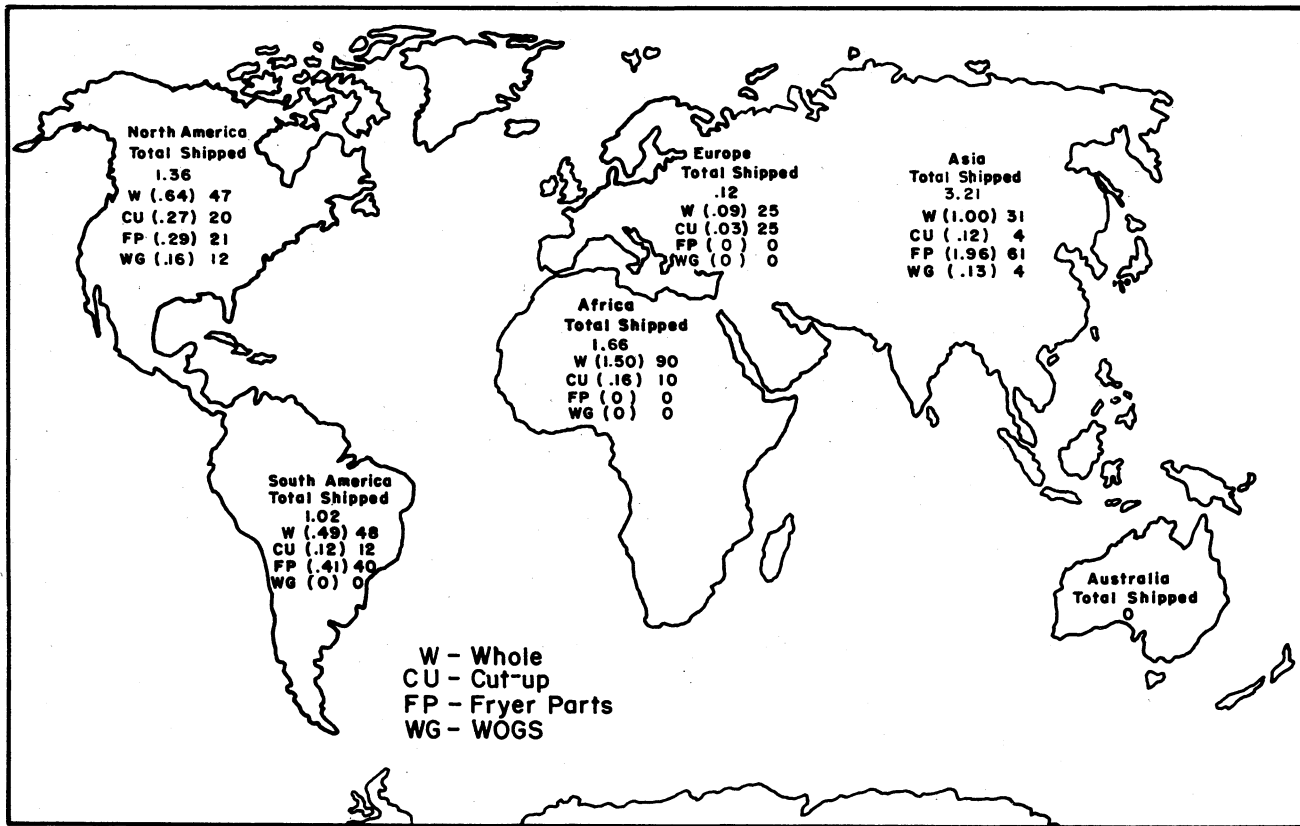 North America
Total Shipped
1.36
W (.64) 47
CU (.27) 20
FP (.29) 21
WG (.16) 12
Europe
Total Shipped
.12
W (.09) 25
CU (.03) 25
FP ( 0 ) 0
WG ( 0 ) 0
Asia
Total Shipped
3.21
W (1.00) 31
CU ( .12 ) 4
FP (1.96) 61
WG ( .13 ) 4
Africa
Total Shipped
1.66
W (1.50) 90
CU ( .16 ) 10
FP ( 0 ) 0
WG ( 0 ) 0
South America
Total Shipped
1.02
W (.49) 48
CU (.12) 12
FP (.41) 40
WG ( 0 ) 0
Australia
Total Shipped
0
W – Whole
CU – Cut-up
FP – Fryer Parts
WG – WOGS